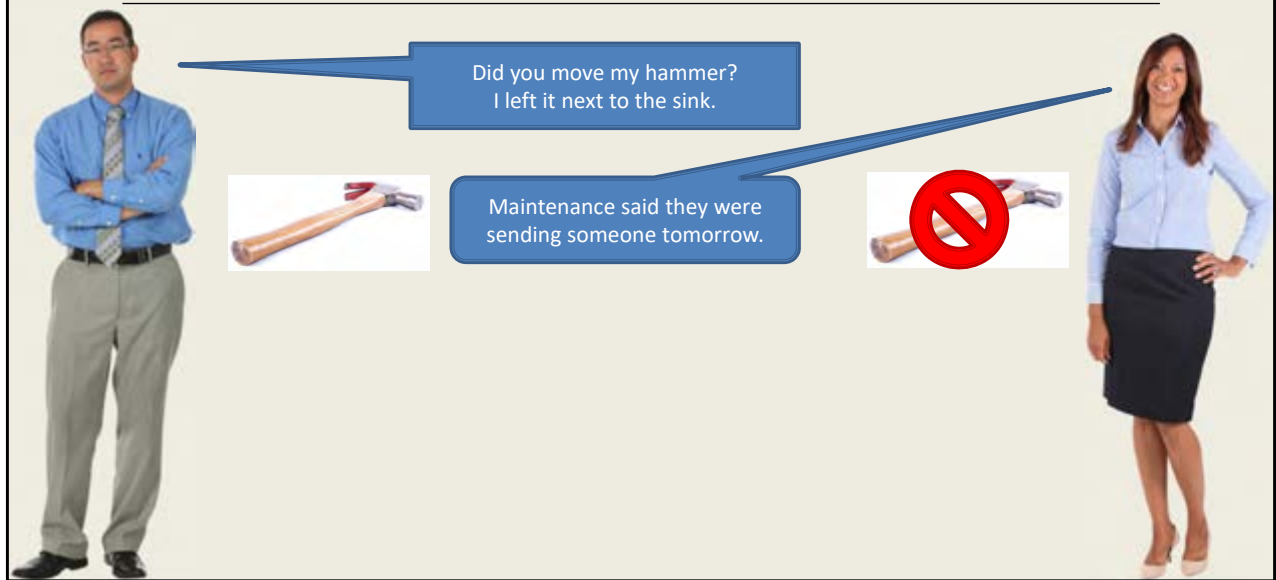 Did you move my hammer?
I left it next to the sink.
Maintenance said they were
sending someone tomorrow.